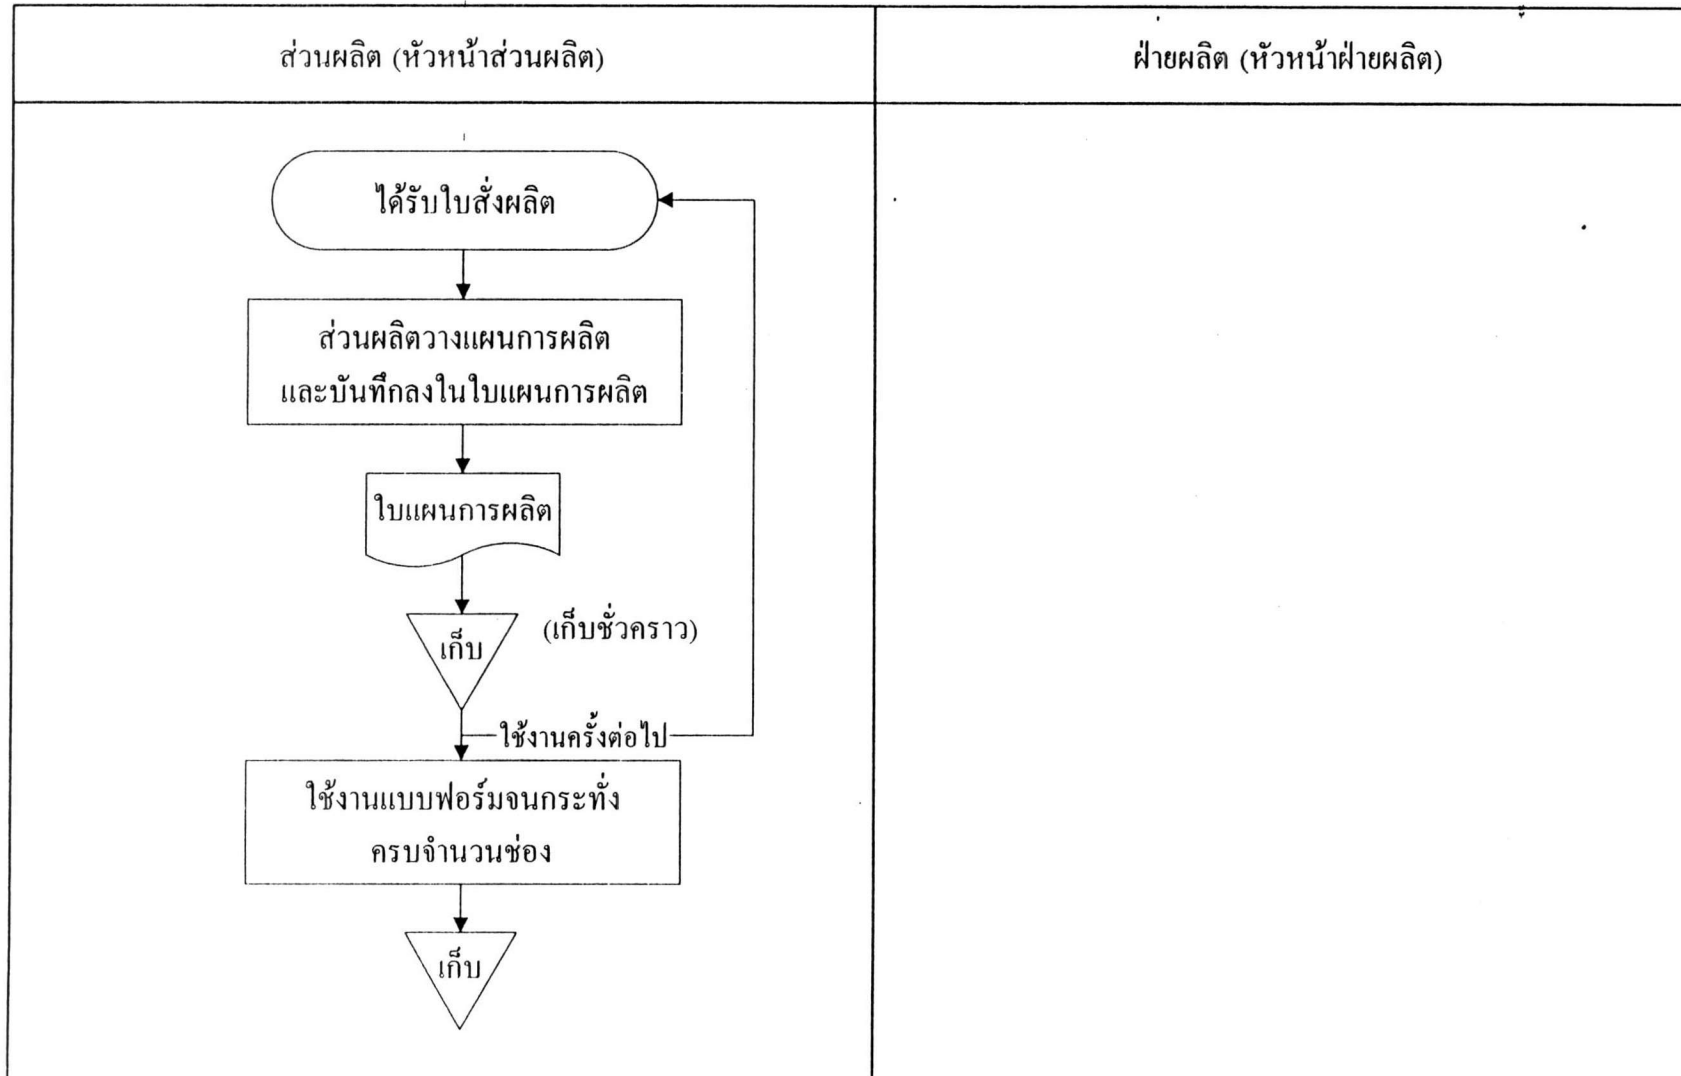 ส่วนผลิต (หัวหน้าส่วนผลิต)
ฝ่ายผลิต (หัวหน้าฝ่ายผลิต)
ได้รับใบสั่งผลิต
ส่วนผลิตวางแผนการผลิต
และบันทึกลงในใบแผนการผลิต
ใบแผนการผลิต
เก็บ
(เก็บชั่วคราว)
ใช้งานครั้งต่อไป
ใช้งานแบบฟอร์มจนกระทั่ง
ครบจำนวนช่อง
เก็บ